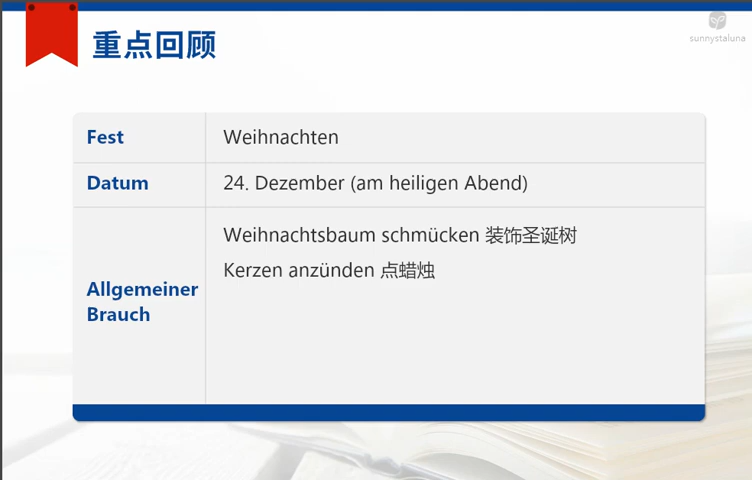 重点回顾
sunnystaluna
Fest
Weihnachten
Datum
24. Dezember (am heiligen Abend)
Allgemeiner
Brauch
Weihnachtsbaum schmücken 装饰圣诞树
Kerzen anzünden 点蜡烛